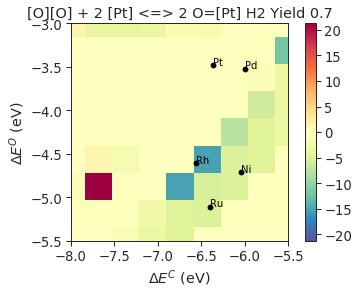 [O][O] + 2 [Pt] <=> 2 O=[Pt] H2 Yield 0.7
−3.0
−3.5
−4.0
−4.5
−5.0
−5.5
ΔE^O (eV)
Pt
Pd
Rh
Ni
Ru
−8.0 −7.5 −7.0 −6.5 −6.0 −5.5
ΔE^C (eV)
20
15
10
5
0
−5
−10
−15
−20